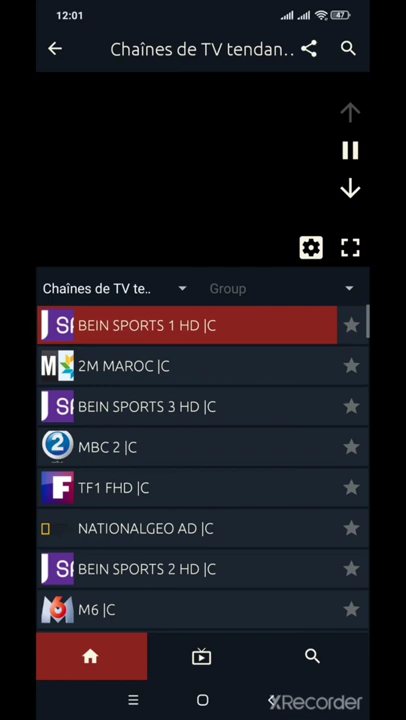 12:01
47
Chaînes de TV tendan..
Chaînes de TV te..
Group
BEIN SPORTS 1 HD |C
2M MAROC |C
BEIN SPORTS 3 HD |C
MBC 2 |C
TF1 FHD |C
NATIONALGEO AD |C
BEIN SPORTS 2 HD |C
M6 |C
XRecorder